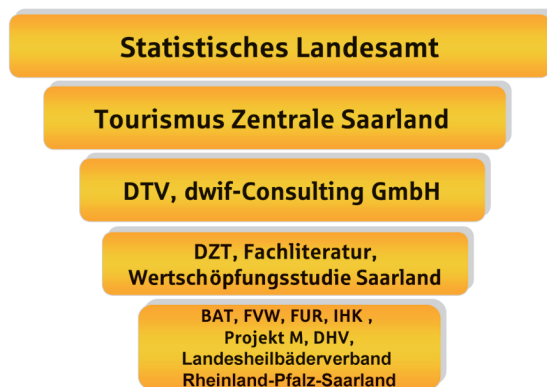 Statistisches Landesamt
Tourismus Zentrale Saarland
DTV, dwif-Consulting GmbH
DZT, Fachliteratur,
Wertschöpfungsstudie Saarland
BAT, FVW, FUR, IHK ,
Projekt M, DHV,
Landesheilbäderverband
Rheinland-Pfalz-Saarland